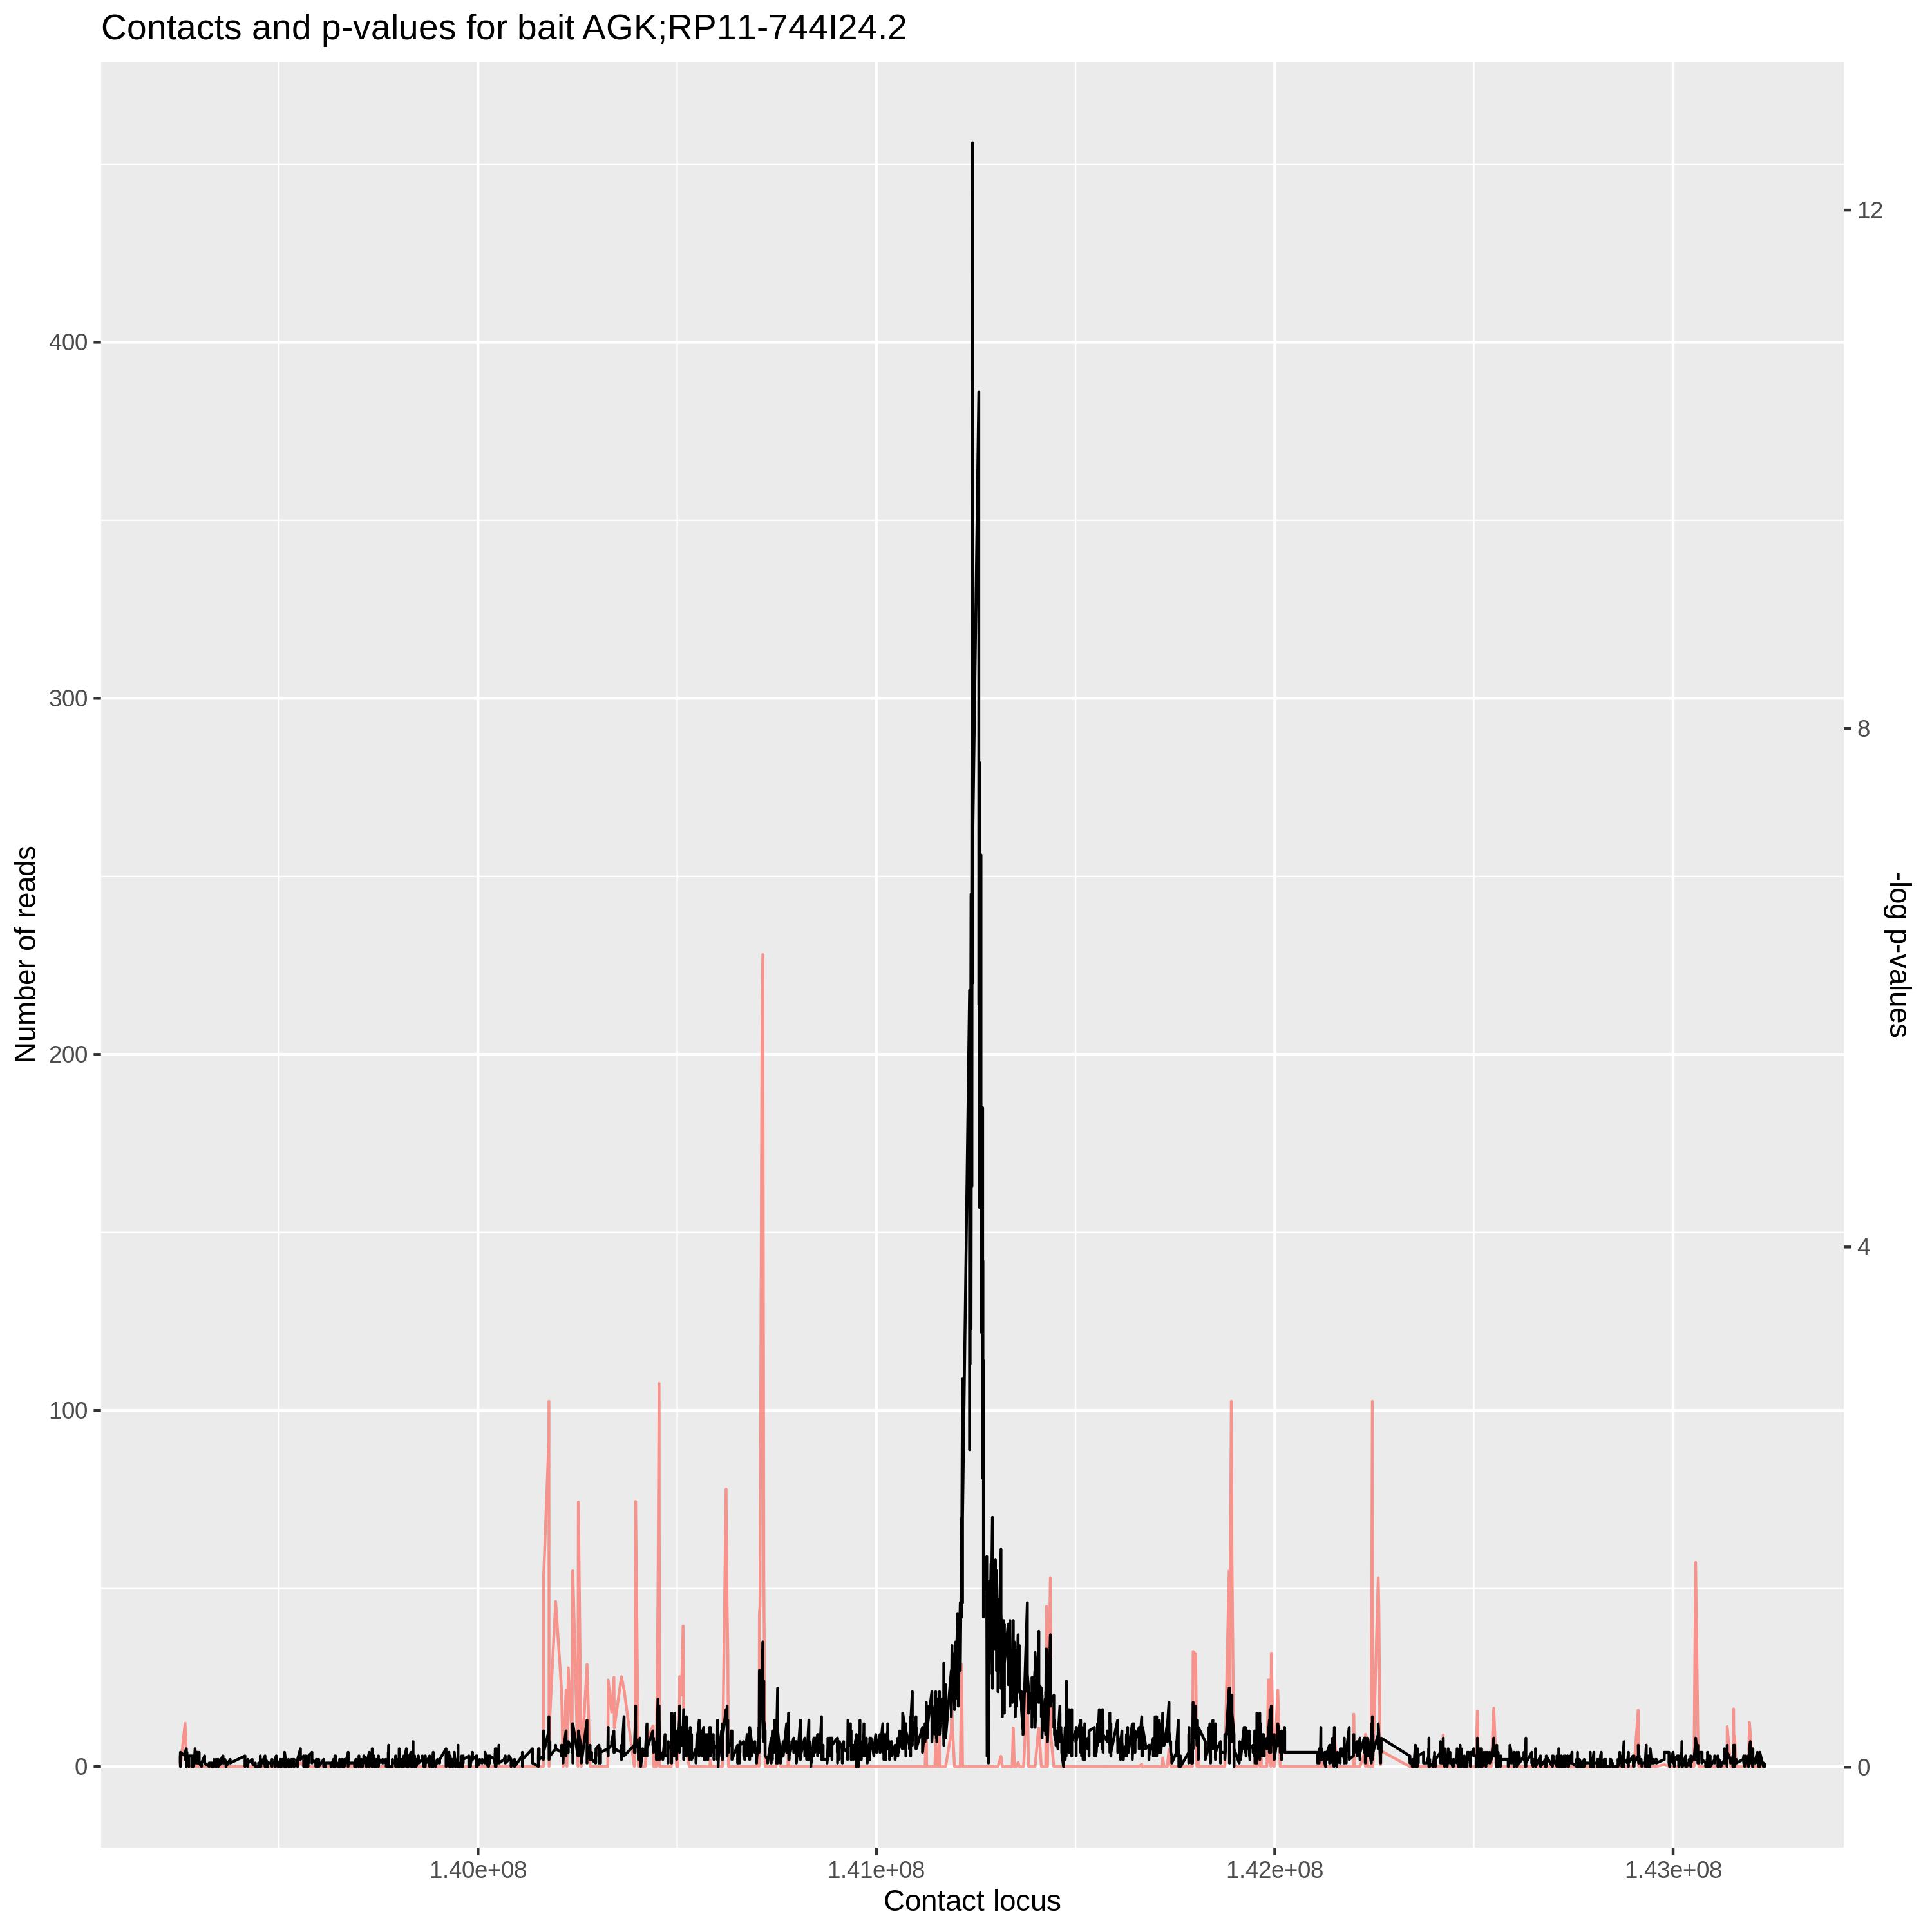 Contacts and p-values for bait AGK;RP11-744I24.2
Number of reads
400
300
200
100
0
12
8
4
0
-log p-values
1.40e+08
1.41e+08
1.42e+08
1.43e+08
Contact locus